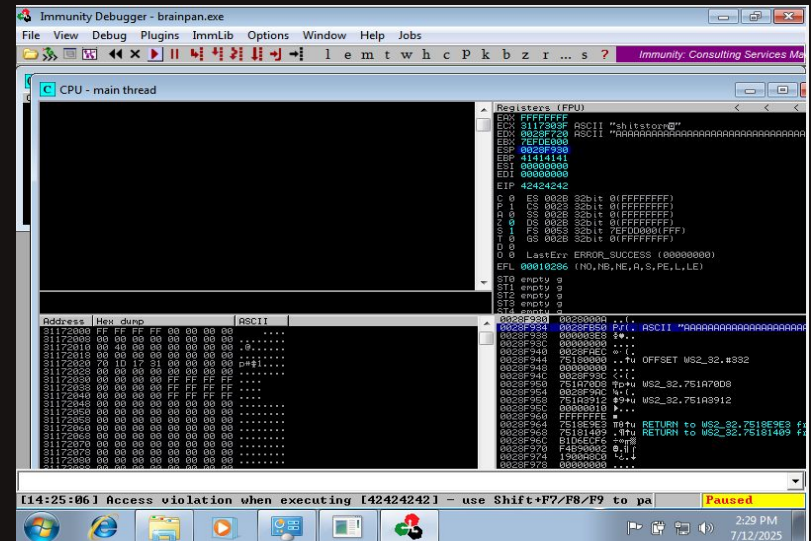 Immunity Debugger - brainpan.exe
File View Debug Plugins ImmLib Options Window Help Jobs
l e m t w h c P k b z r ... s ?
Immunity: Consulting Services Ma
CPU - main thread
Registers (FPU) < < <
EAX FFFFFFFF
ECX 3117303F ASCII "shitstorm
EDX 0028F720 ASCII "AAAAAAAAAAAAAAAAAAAAAAAAAAAAAAAA
EBX 7EFDE000
ESP 0028F930
EBP 41414141
ESI 00000000
EDI 00000000
EIP 42424242
C 0 ES 002B 32bit 0(FFFFFFFF)
P 1 CS 0023 32bit 0(FFFFFFFF)
A 0 SS 002B 32bit 0(FFFFFFFF)
Z 0 DS 002B 32bit 0(FFFFFFFF)
S 1 FS 0053 32bit 7EFDD000(FFF)
T 0 GS 002B 32bit 0(FFFFFFFF)
D 0
O 0 LastErr ERROR_SUCCESS (00000000)
EFL 00010286 (NO,NB,NE,A,S,PE,L,LE)
ST0 empty g
ST1 empty g
ST2 empty g
ST3 empty g
ST4 empty g
Address Hex dump ASCII
31172000 FF FF FF FF 00 00 00 00 ....
31172008 00 00 00 00 00 00 00 00 ........
31172010 00 40 00 00 00 00 00 00 .@......
31172018 00 00 00 00 00 00 00 00 ........
31172020 70 1D 17 31 00 00 00 00
31172028 00 00 00 00 00 00 00 00 ........
31172030 00 00 00 00 FF FF FF FF ....
31172038 00 00 00 00 FF FF FF FF ....
31172040 00 00 00 00 FF FF FF FF ....
31172048 00 00 00 00 00 00 00 00 ........
31172050 00 00 00 00 00 00 00 00 ........
31172058 00 00 00 00 00 00 00 00 ........
31172060 00 00 00 00 00 00 00 00 ........
31172068 00 00 00 00 00 00 00 00 ........
31172070 00 00 00 00 00 00 00 00 ........
31172078 00 00 00 00 00 00 00 00 ........
31172080 00 00 00 00 00 00 00 00 ........
0028F930 0028000A ..(.
0028F934 0028FB50 ASCII "AAAAAAAAAAAAAAAAAAAAA
0028F938 000003E8
0028F93C 00000000 ....
0028F940 0028FAEC
0028F944 75180000 OFFSET WS2_32.#332
0028F948 00000000 ....
0028F94C 0028F93C
0028F950 751A70D8 WS2_32.751A70D8
0028F954 0028F9AC
0028F958 751A3912 WS2_32.751A3912
0028F95C 00000010
0028F960 FFFFFFFE
0028F964 7518E9E3 RETURN to WS2_32.7518E9E3 fr
0028F968 75181409 RETURN to WS2_32.75181409 fr
0028F96C B1D6ECF6
0028F970 F4B90002
0028F974 1900A8C0
0028F978 00000000 ....
[14:25:06] Access violation when executing [42424242] - use Shift+F7/F8/F9 to pa
Paused
2:29 PM
7/12/2025